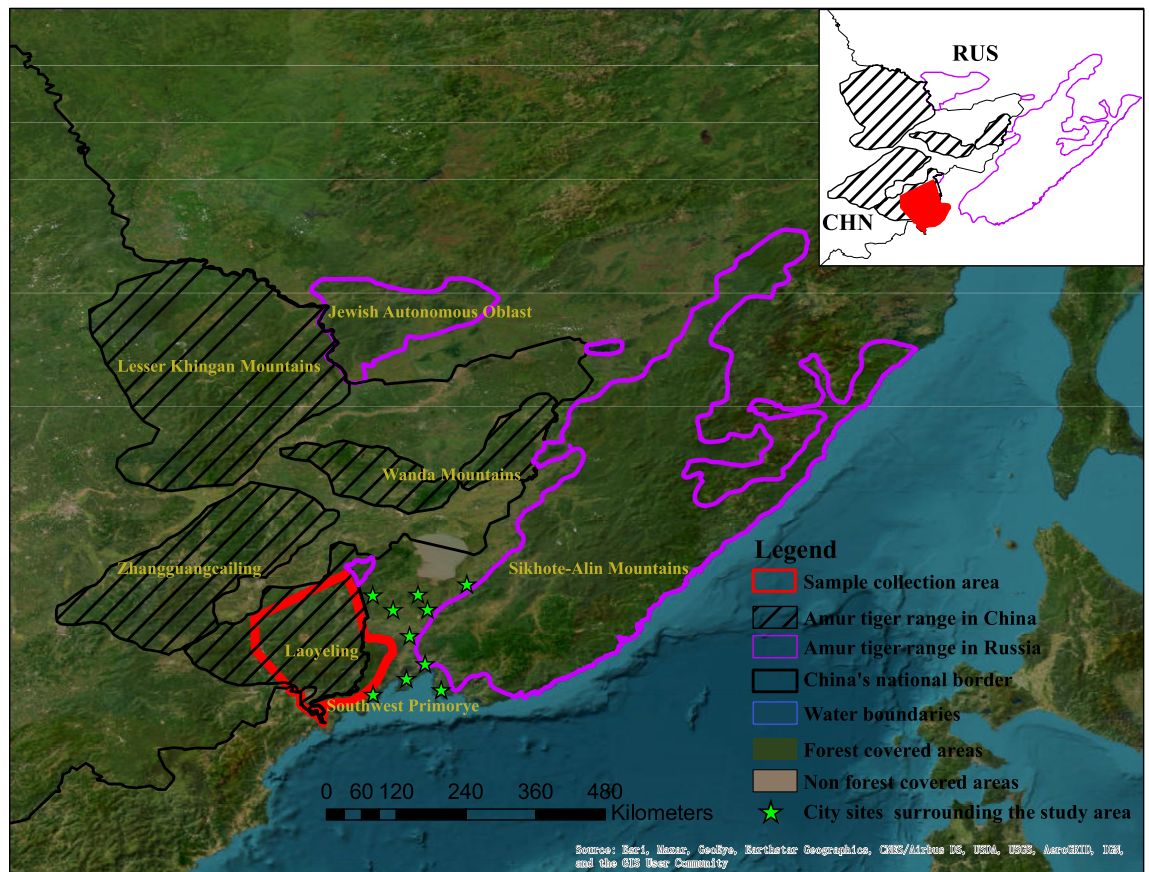 RUS
CHN
Jewish Autonomous Oblast
Lesser Khingan Mountains
Wanda Mountains
Zhangguangcailing
Sikhote-Alin Mountains
Laoyeling
Southwest Primorye
Legend
Sample collection area
Amur tiger range in China
Amur tiger range in Russia
China's national border
Water boundaries
Forest covered areas
Non forest covered areas
City sites surrounding the study area
0 60 120 240 360 480
Kilometers
Source: Esri, Maxar, GeoEye, Earthstar Geographics, CNES/Airbus DS, USDA, USGS, AeroGRID, IGN,
and the GIS User Community